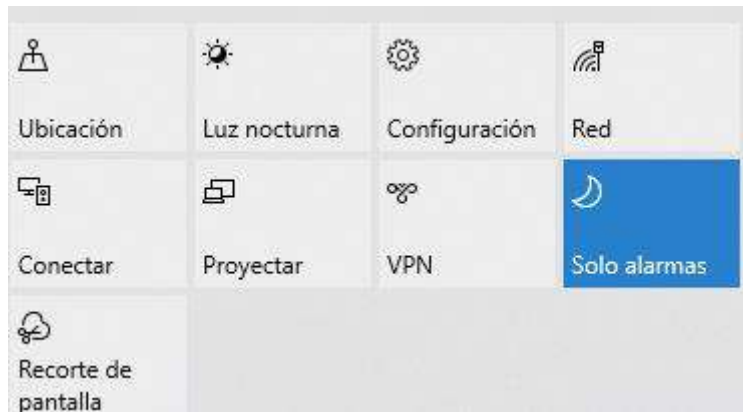 Ubicación
Luz nocturna
Configuración
Red
Conectar
Proyectar
VPN
Solo alarmas
Recorte de
pantalla